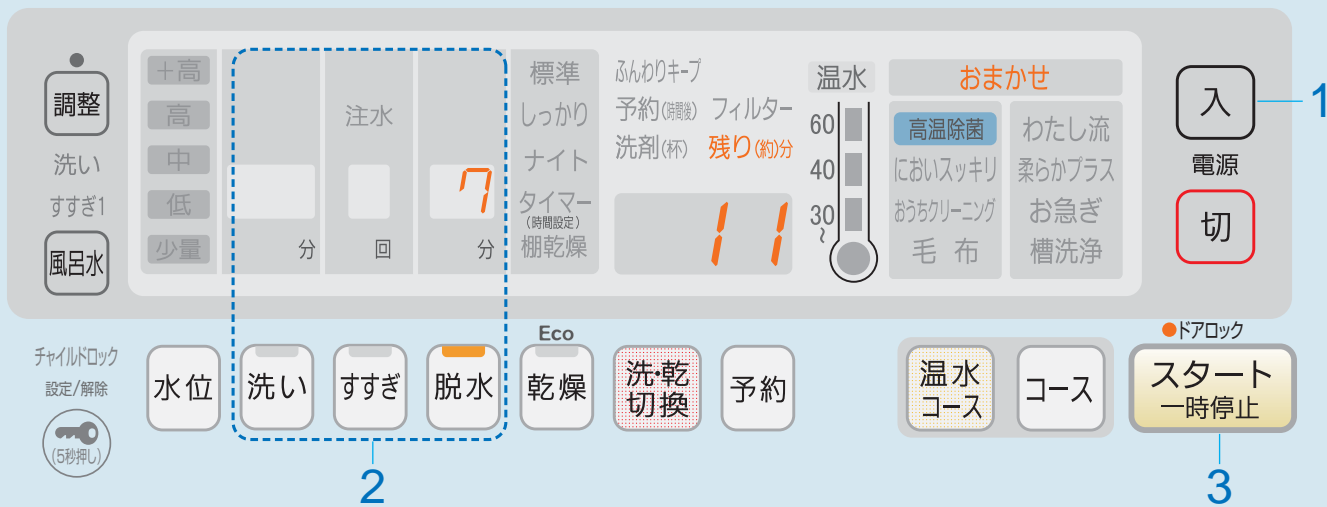 調整
洗い
すすぎ1
風呂水
チャイルドロック
設定/解除
(5秒押し)
+高
高
中
低
少量
分
注水
回
7
分
標準
しっかり
ナイト
タイマー
(時間設定)
棚乾燥
ふんわりキープ
予約(時間後) フィルター
洗剤(杯) 残り(約)分
11
温水
60
40
30
~
おまかせ
高温除菌 わたし流
においスッキリ 柔らかプラス
おうちクリーニング お急ぎ
毛布 槽洗浄
入
1
電源
切
水位
洗い
すすぎ
脱水
Eco
乾燥
洗・乾
切換
予約
温水
コース
コース
ドアロック
スタート
一時停止
2
3